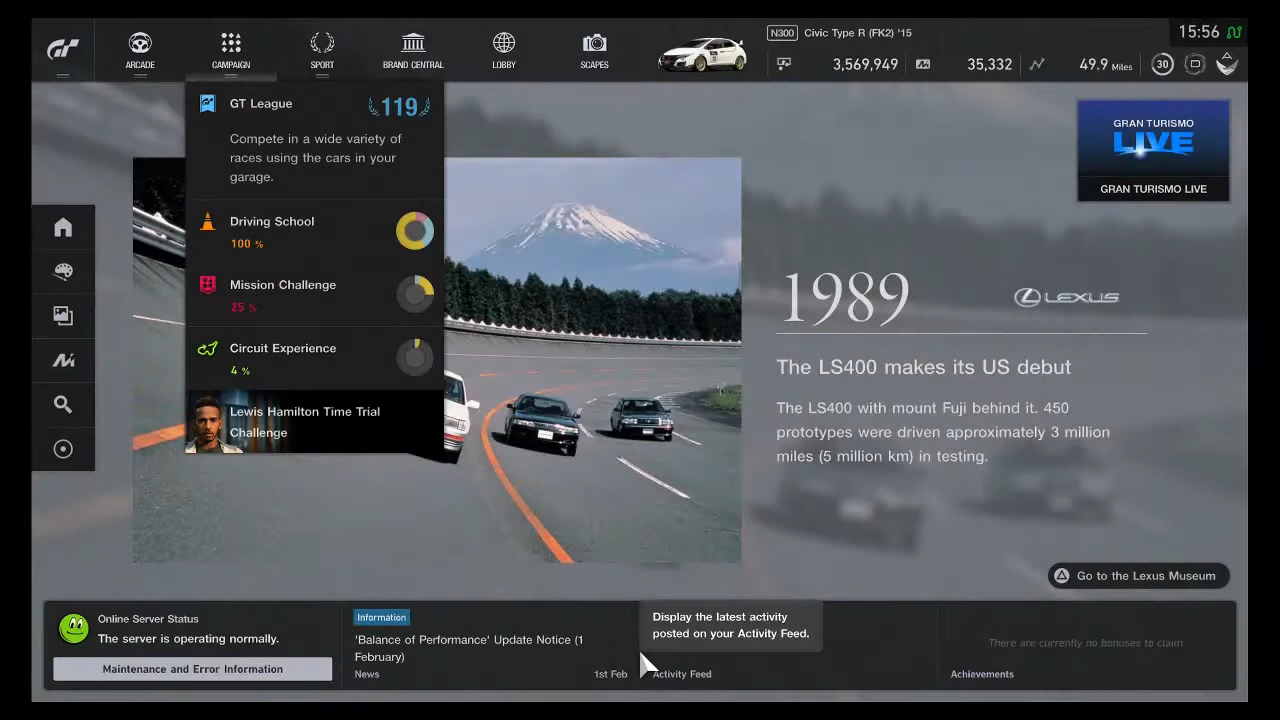 GT
ARCADE
CAMPAIGN
SPORT
BRAND CENTRAL
LOBBY
SCAPES
N300 Civic Type R (FK2) '15
3,569,949
35,332
49.9 Miles
30
15:56
GT League
119
Compete in a wide variety of
races using the cars in your
garage.
Driving School
100 %
Mission Challenge
25 %
Circuit Experience
4 %
Lewis Hamilton Time Trial
Challenge
GRAN TURISMO
LIVE
GRAN TURISMO LIVE
1989
LEXUS
The LS400 makes its US debut
The LS400 with mount Fuji behind it. 450
prototypes were driven approximately 3 million
miles (5 million km) in testing.
Go to the Lexus Museum
Online Server Status
The server is operating normally.
Maintenance and Error Information
Information
'Balance of Performance' Update Notice (1
February)
News
1st Feb
Display the latest activity
posted on your Activity Feed.
Activity Feed
There are currently no bonuses to claim
Achievements